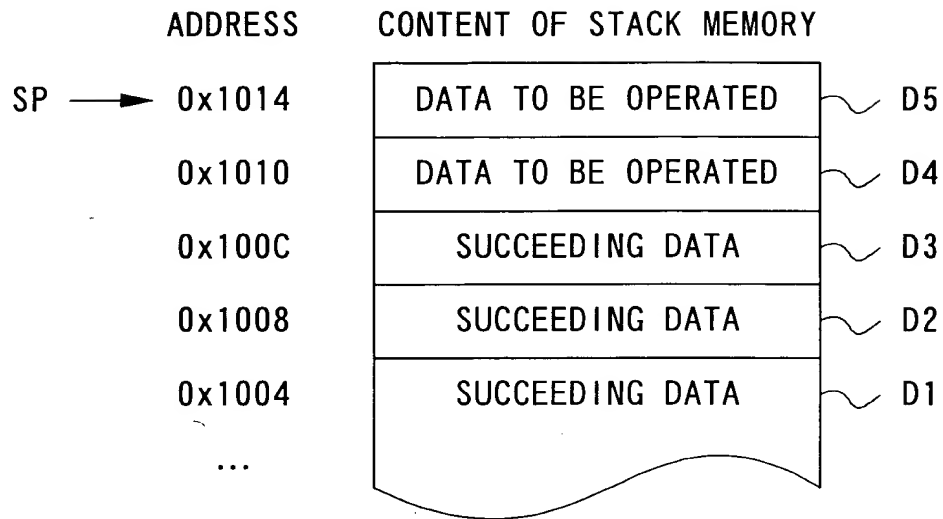 ADDRESS CONTENT OF STACK MEMORY
SP 0x1014 DATA TO BE OPERATED D5
0x1010 DATA TO BE OPERATED D4
0x100C SUCCEEDING DATA D3
0x1008 SUCCEEDING DATA D2
0x1004 SUCCEEDING DATA D1
...